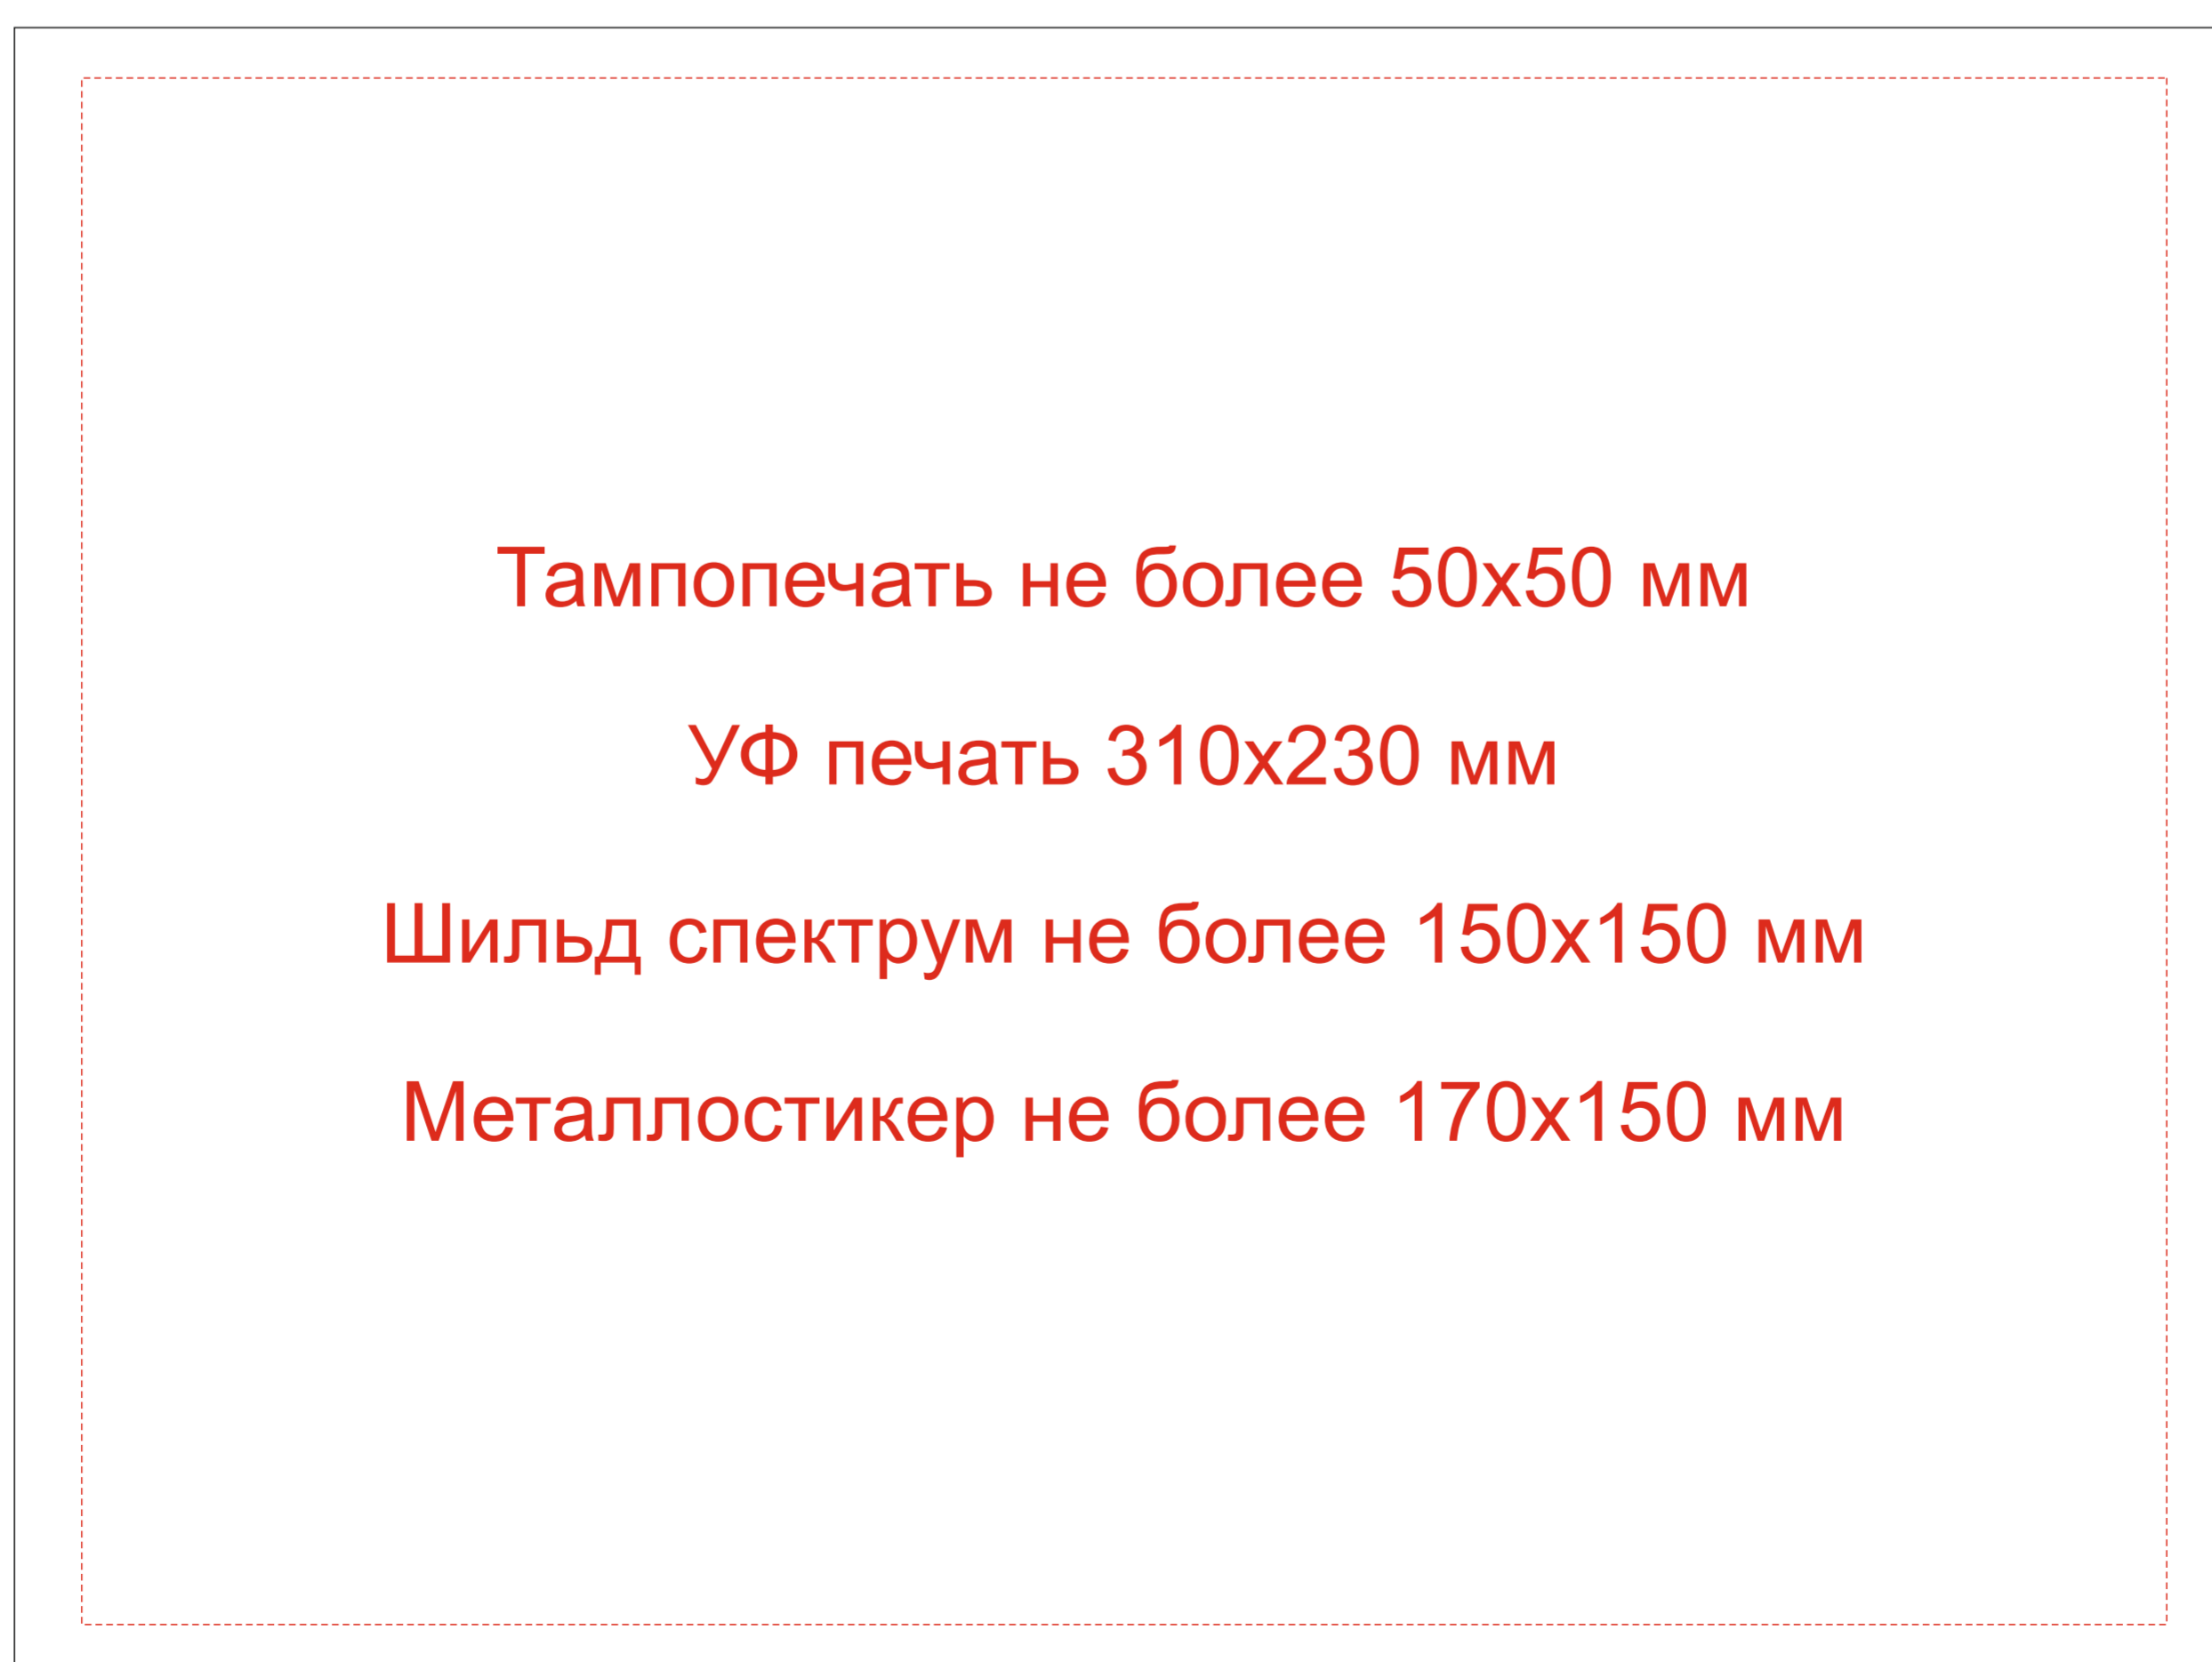 Тампопечать не более 50х50 мм
УФ печать 310х230 мм
Шильд спектрум не более 150х150 мм
Металлостикер не более 170х150 мм